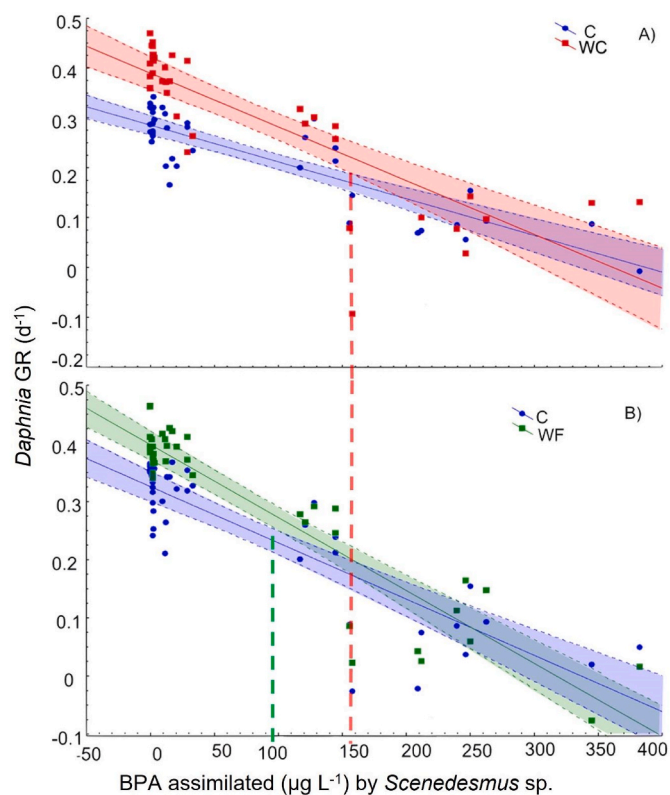 0.5
C
A)
WC
0.4
0.3
0.2
0.1
0
-0.1
-0.2
Daphnia GR (d⁻¹)
0.5
C
B)
WF
0.4
0.3
0.2
0.1
0
-0.1
-50 0 50 100 150 200 250 300 350 400
BPA assimilated (µg L⁻¹) by Scenedesmus sp.